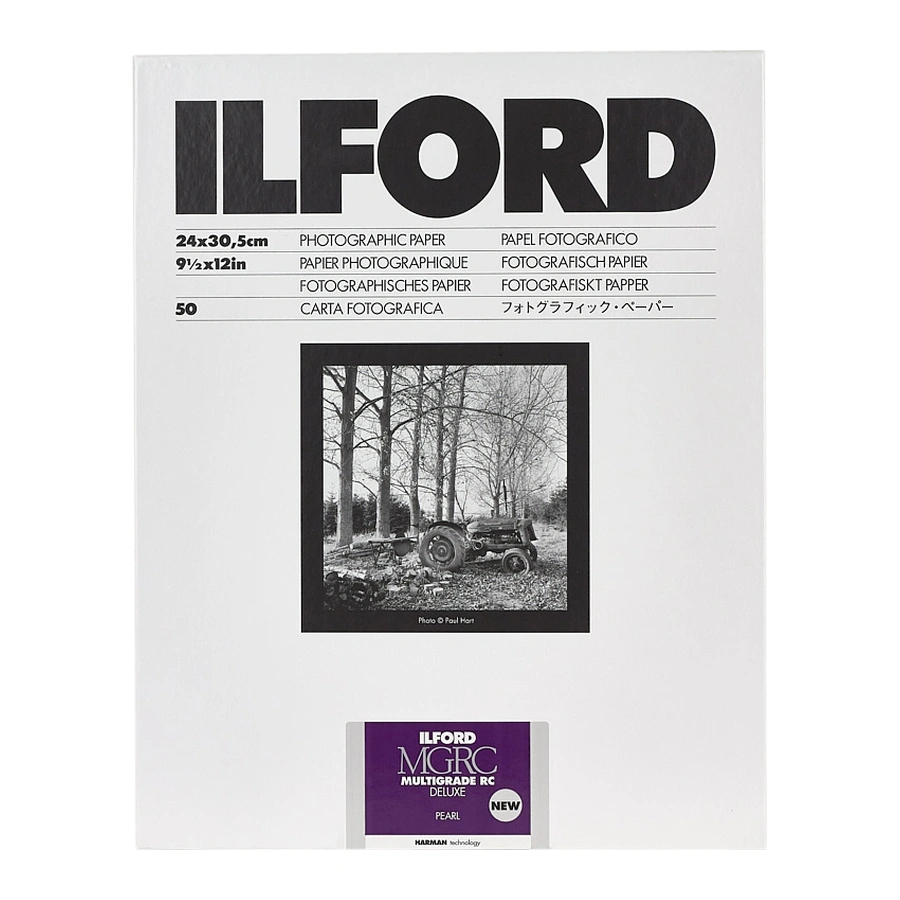 ILFORD
24x30,5cm PHOTOGRAPHIC PAPER PAPEL FOTOGRAFICO
9½x12in PAPIER PHOTOGRAPHIQUE FOTOGRAFISCH PAPIER
FOTOGRAPHISCHES PAPIER FOTOGRAFISKT PAPPER
50 CARTA FOTOGRAFICA フォトグラフィック・ペーパー
Photo © Paul Hart
ILFORD
MGRC
MULTIGRADE RC
DELUXE
NEW
PEARL
HARMAN technology